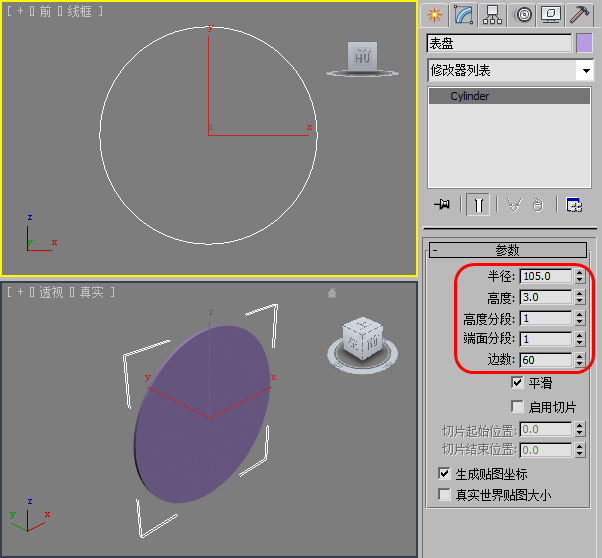 [ + 0 前 0 线框 ]
y
z
x
前
z
y
x
[ + 0 透视 0 真实 ]
z
y
x
左
前
z
y
x
表盘
修改器列表
Cylinder
- 参数
半径: 105.0
高度: 3.0
高度分段: 1
端面分段: 1
边数: 60
平滑
启用切片
切片起始位置: 0.0
切片结束位置: 0.0
生成贴图坐标
真实世界贴图大小